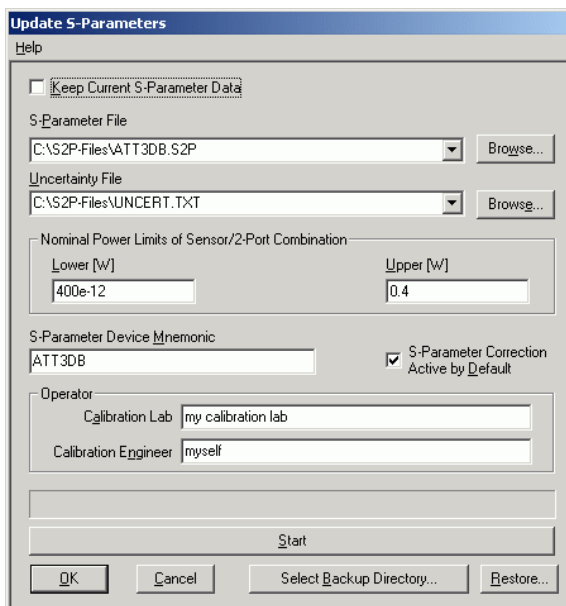 Update S-Parameters
Help
Keep Current S-Parameter Data
S-Parameter File
C:\S2P-Files\ATT3DB.S2P
Browse...
Uncertainty File
C:\S2P-Files\UNCERT.TXT
Browse...
Nominal Power Limits of Sensor/2-Port Combination
Lower [W]
Upper [W]
400e-12
0.4
S-Parameter Device Mnemonic
ATT3DB
S-Parameter Correction
Active by Default
Operator
Calibration Lab
my calibration lab
Calibration Engineer
myself
Start
OK
Cancel
Select Backup Directory...
Restore...